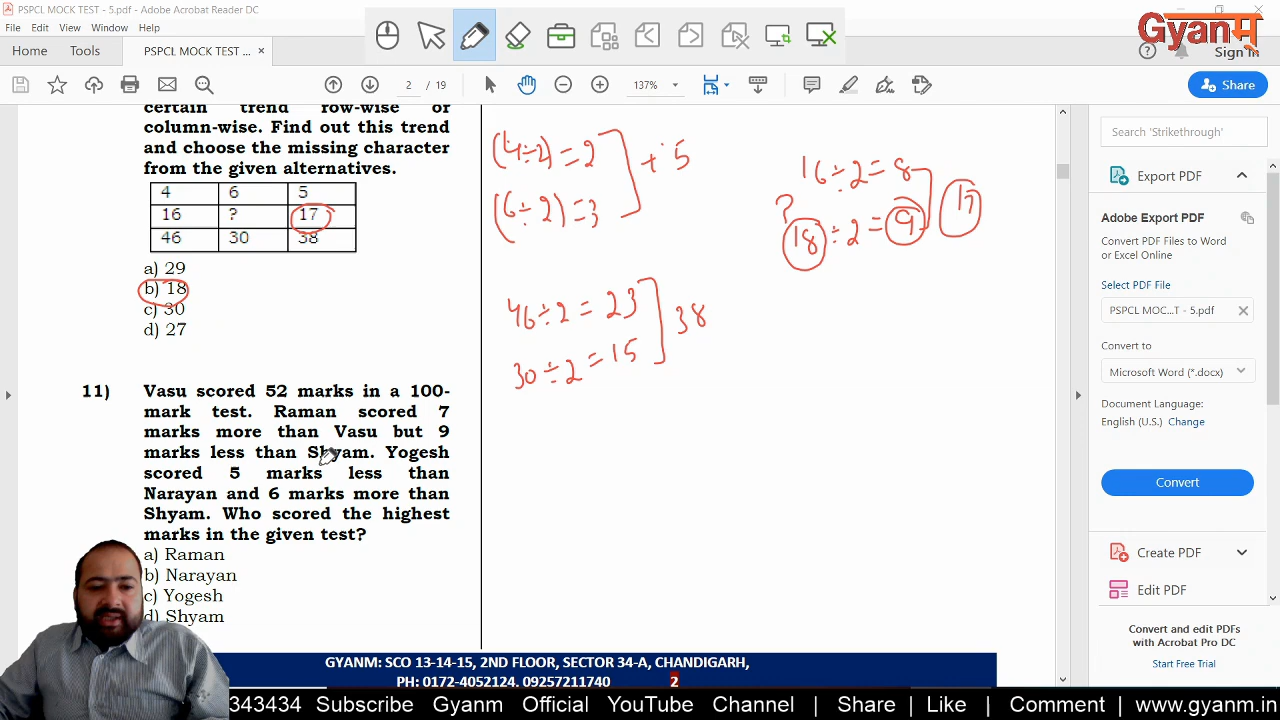 PSPCL MOCK TEST - 5.pdf - Adobe Acrobat Reader DC
File Edit View Window Help
Home Tools PSPCL MOCK TEST ... ×
Gyanम्
Sign In
2 / 19
137%
Share
certain trend row-wise or
column-wise. Find out this trend
and choose the missing character
from the given alternatives.
4 6 5
16 ? 17
46 30 38
a) 29
b) 18
c) 30
d) 27
11) Vasu scored 52 marks in a 100-
mark test. Raman scored 7
marks more than Vasu but 9
marks less than Shyam. Yogesh
scored 5 marks less than
Narayan and 6 marks more than
Shyam. Who scored the highest
marks in the given test?
a) Raman
b) Narayan
c) Yogesh
d) Shyam
(4÷2) = 2
+ 5
(6÷2) = 3
16÷2 = 8
?
18 ÷2 = 9
17
46÷2 = 23
38
30÷2 = 15
Search 'Strikethrough'
Export PDF
Adobe Export PDF
Convert PDF Files to Word
or Excel Online
Select PDF File
PSPCL MOC...T - 5.pdf
Convert to
Microsoft Word (*.docx)
Document Language:
English (U.S.) Change
Convert
Create PDF
Edit PDF
Convert and edit PDFs
with Acrobat Pro DC
Start Free Trial
GYANM: SCO 13-14-15, 2ND FLOOR, SECTOR 34-A, CHANDIGARH,
PH: 0172-4052124. 09257211740 2
343434 Subscribe Gyanm Official YouTube Channel | Share | Like | Comment | www.gyanm.in